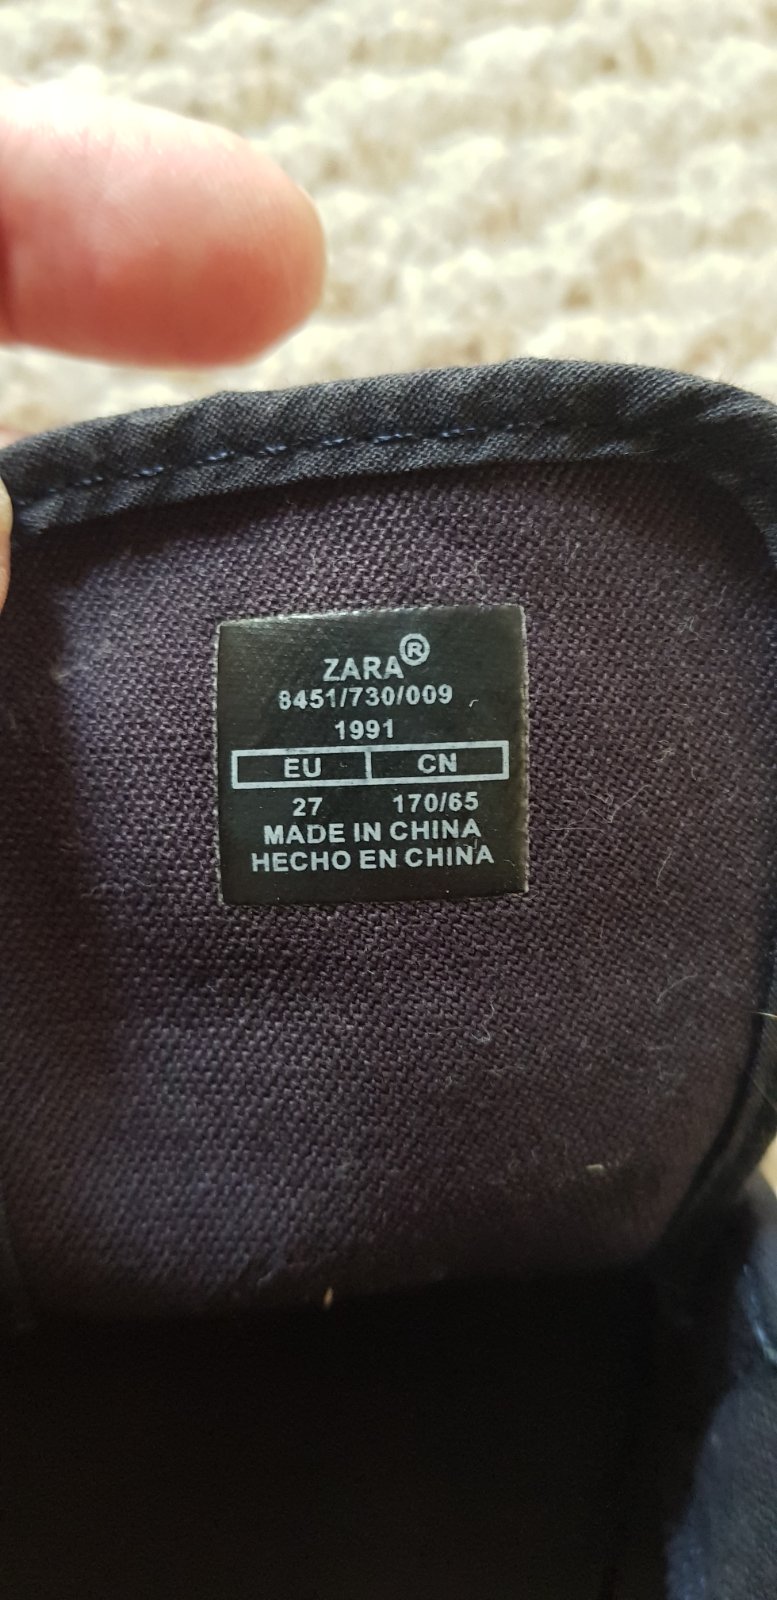 ZARA®
8451/730/009
1991
EU CN
27 170/65
MADE IN CHINA
HECHO EN CHINA